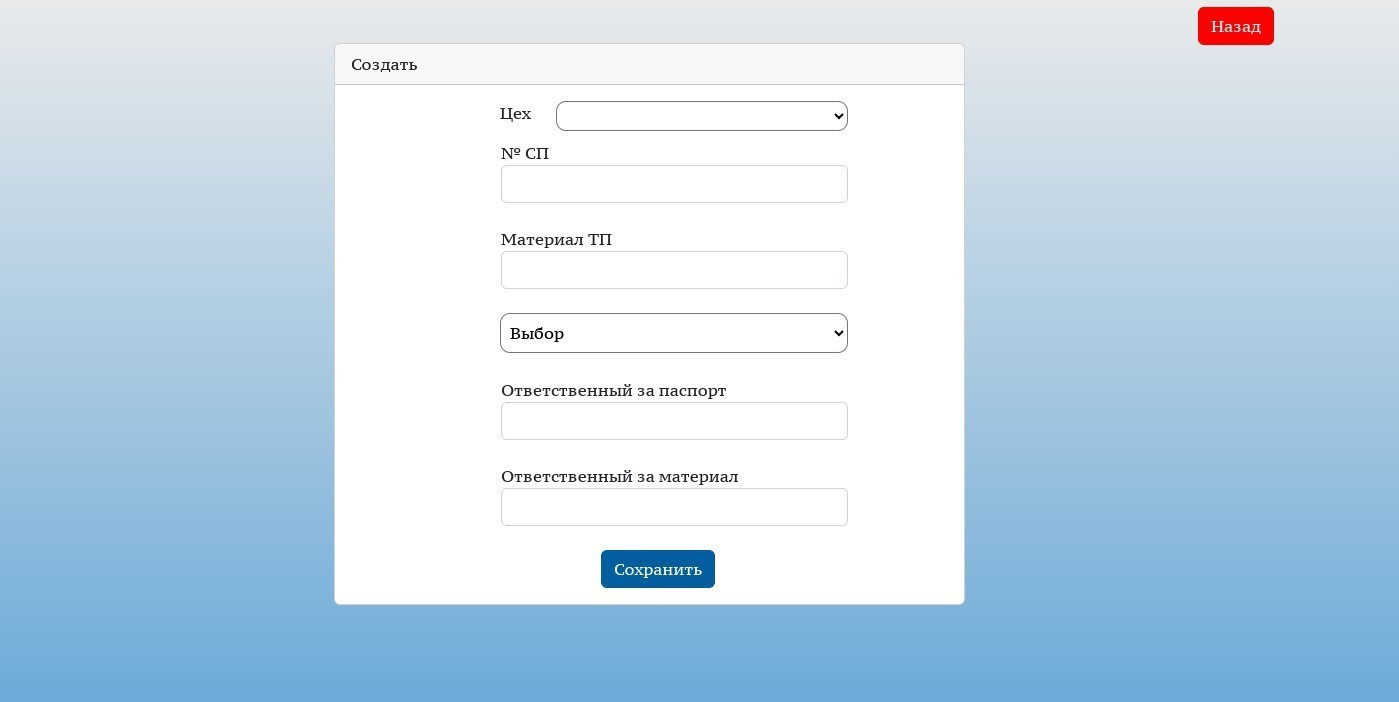 Назад
Создать
Цех
№ СП
Материал ТП
Выбор
Ответственный за паспорт
Ответственный за материал
Сохранить